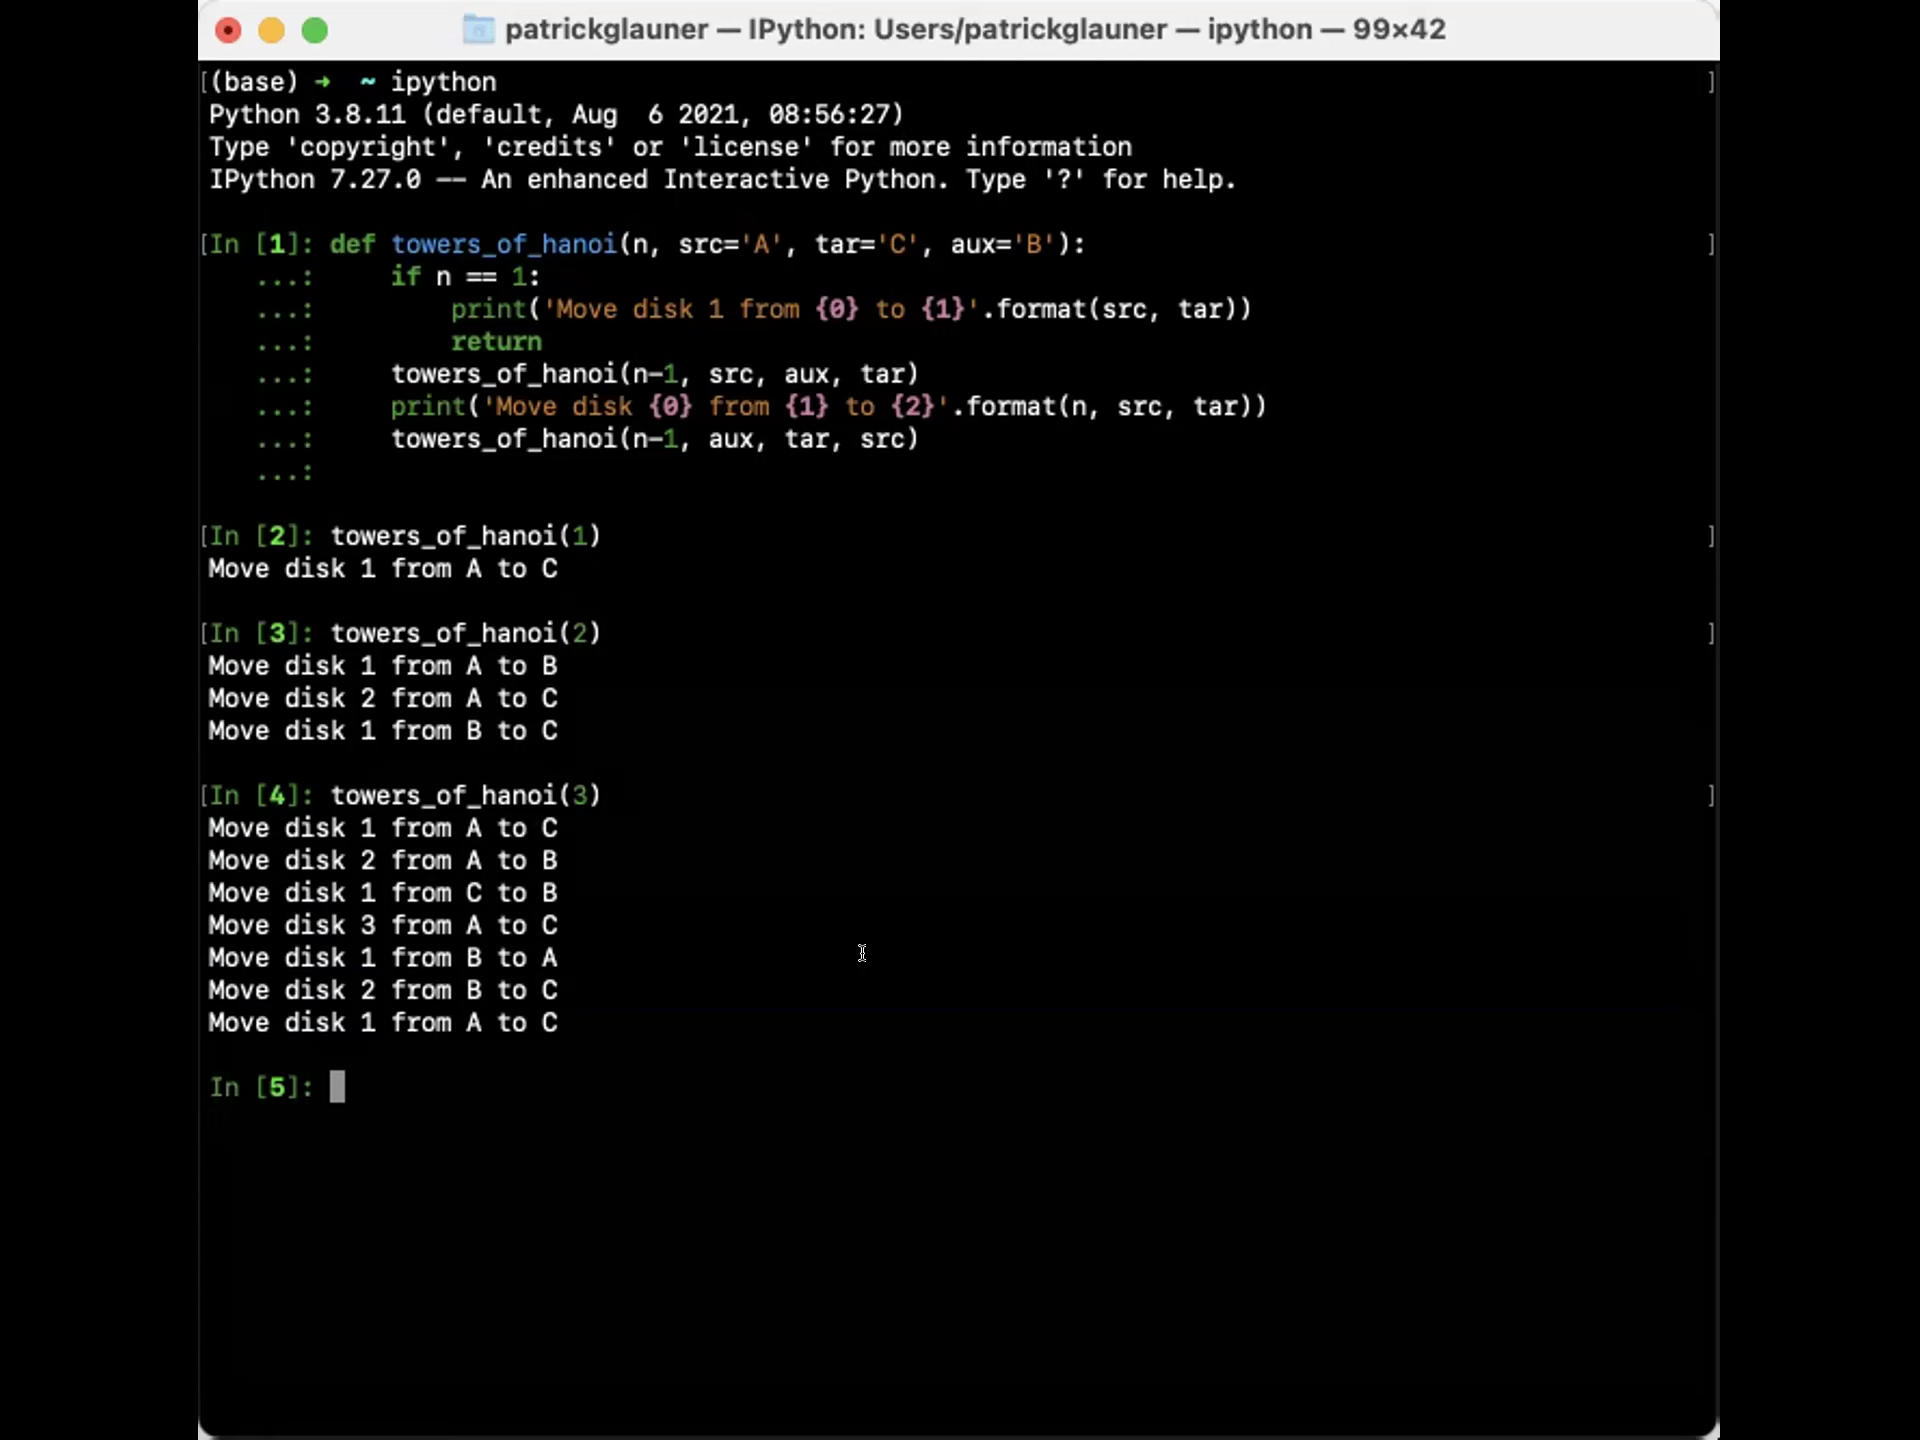 patrickglauner — IPython: Users/patrickglauner — ipython — 99×42
[(base) ➜  ~ ipython ]
Python 3.8.11 (default, Aug  6 2021, 08:56:27)
Type 'copyright', 'credits' or 'license' for more information
IPython 7.27.0 -- An enhanced Interactive Python. Type '?' for help.
[In [1]: def towers_of_hanoi(n, src='A', tar='C', aux='B'): ]
   ...:     if n == 1:
   ...:         print('Move disk 1 from {0} to {1}'.format(src, tar))
   ...:         return
   ...:     towers_of_hanoi(n-1, src, aux, tar)
   ...:     print('Move disk {0} from {1} to {2}'.format(n, src, tar))
   ...:     towers_of_hanoi(n-1, aux, tar, src)
   ...:
[In [2]: towers_of_hanoi(1) ]
Move disk 1 from A to C
[In [3]: towers_of_hanoi(2) ]
Move disk 1 from A to B
Move disk 2 from A to C
Move disk 1 from B to C
[In [4]: towers_of_hanoi(3) ]
Move disk 1 from A to C
Move disk 2 from A to B
Move disk 1 from C to B
Move disk 3 from A to C
Move disk 1 from B to A
Move disk 2 from B to C
Move disk 1 from A to C
In [5]: